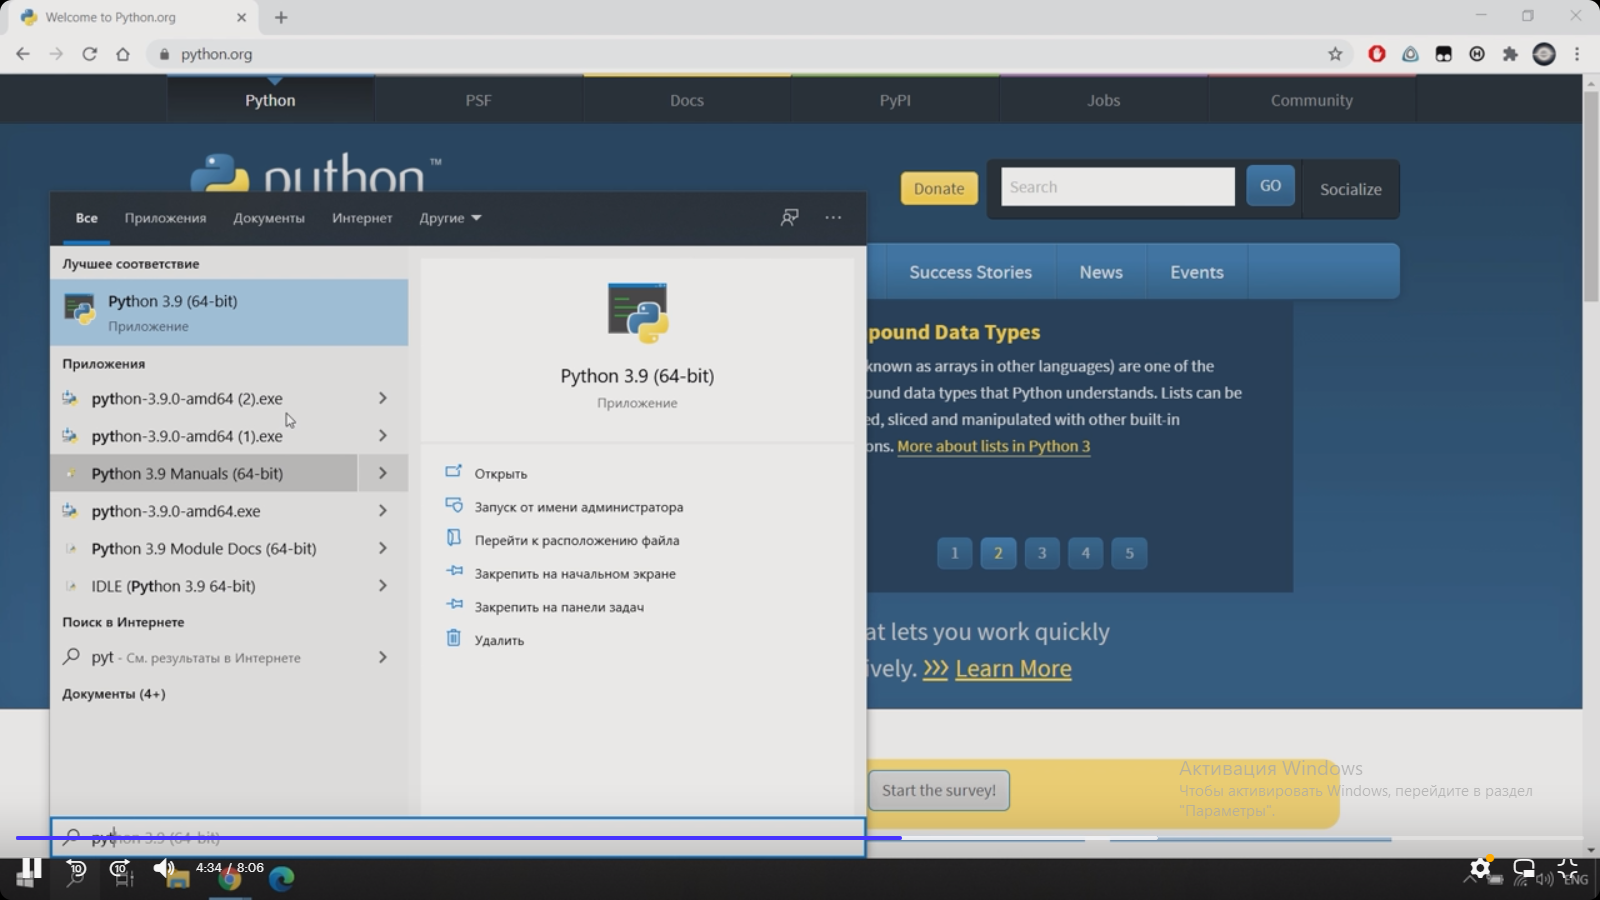 Welcome to Python.org
python.org
Python
PSF
Docs
PyPI
Jobs
Community
python™
Donate
Search
GO
Socialize
Все
Приложения
Документы
Интернет
Другие
Лучшее соответствие
Python 3.9 (64-bit)
Приложение
Приложения
python-3.9.0-amd64 (2).exe
python-3.9.0-amd64 (1).exe
Python 3.9 Manuals (64-bit)
python-3.9.0-amd64.exe
Python 3.9 Module Docs (64-bit)
IDLE (Python 3.9 64-bit)
Поиск в Интернете
pyt - См. результаты в Интернете
Документы (4+)
Python 3.9 (64-bit)
Приложение
Открыть
Запуск от имени администратора
Перейти к расположению файла
Закрепить на начальном экране
Закрепить на панели задач
Удалить
Success Stories
News
Events
pound Data Types
known as arrays in other languages) are one of the
ound data types that Python understands. Lists can be
ed, sliced and manipulated with other built-in
ons. More about lists in Python 3
1 2 3 4 5
at lets you work quickly
ively. >>> Learn More
Start the survey!
Активация Windows
Чтобы активировать Windows, перейдите в раздел
"Параметры".
python 3.9 (64-bit)
10
10
4:34 / 8:06
ENG